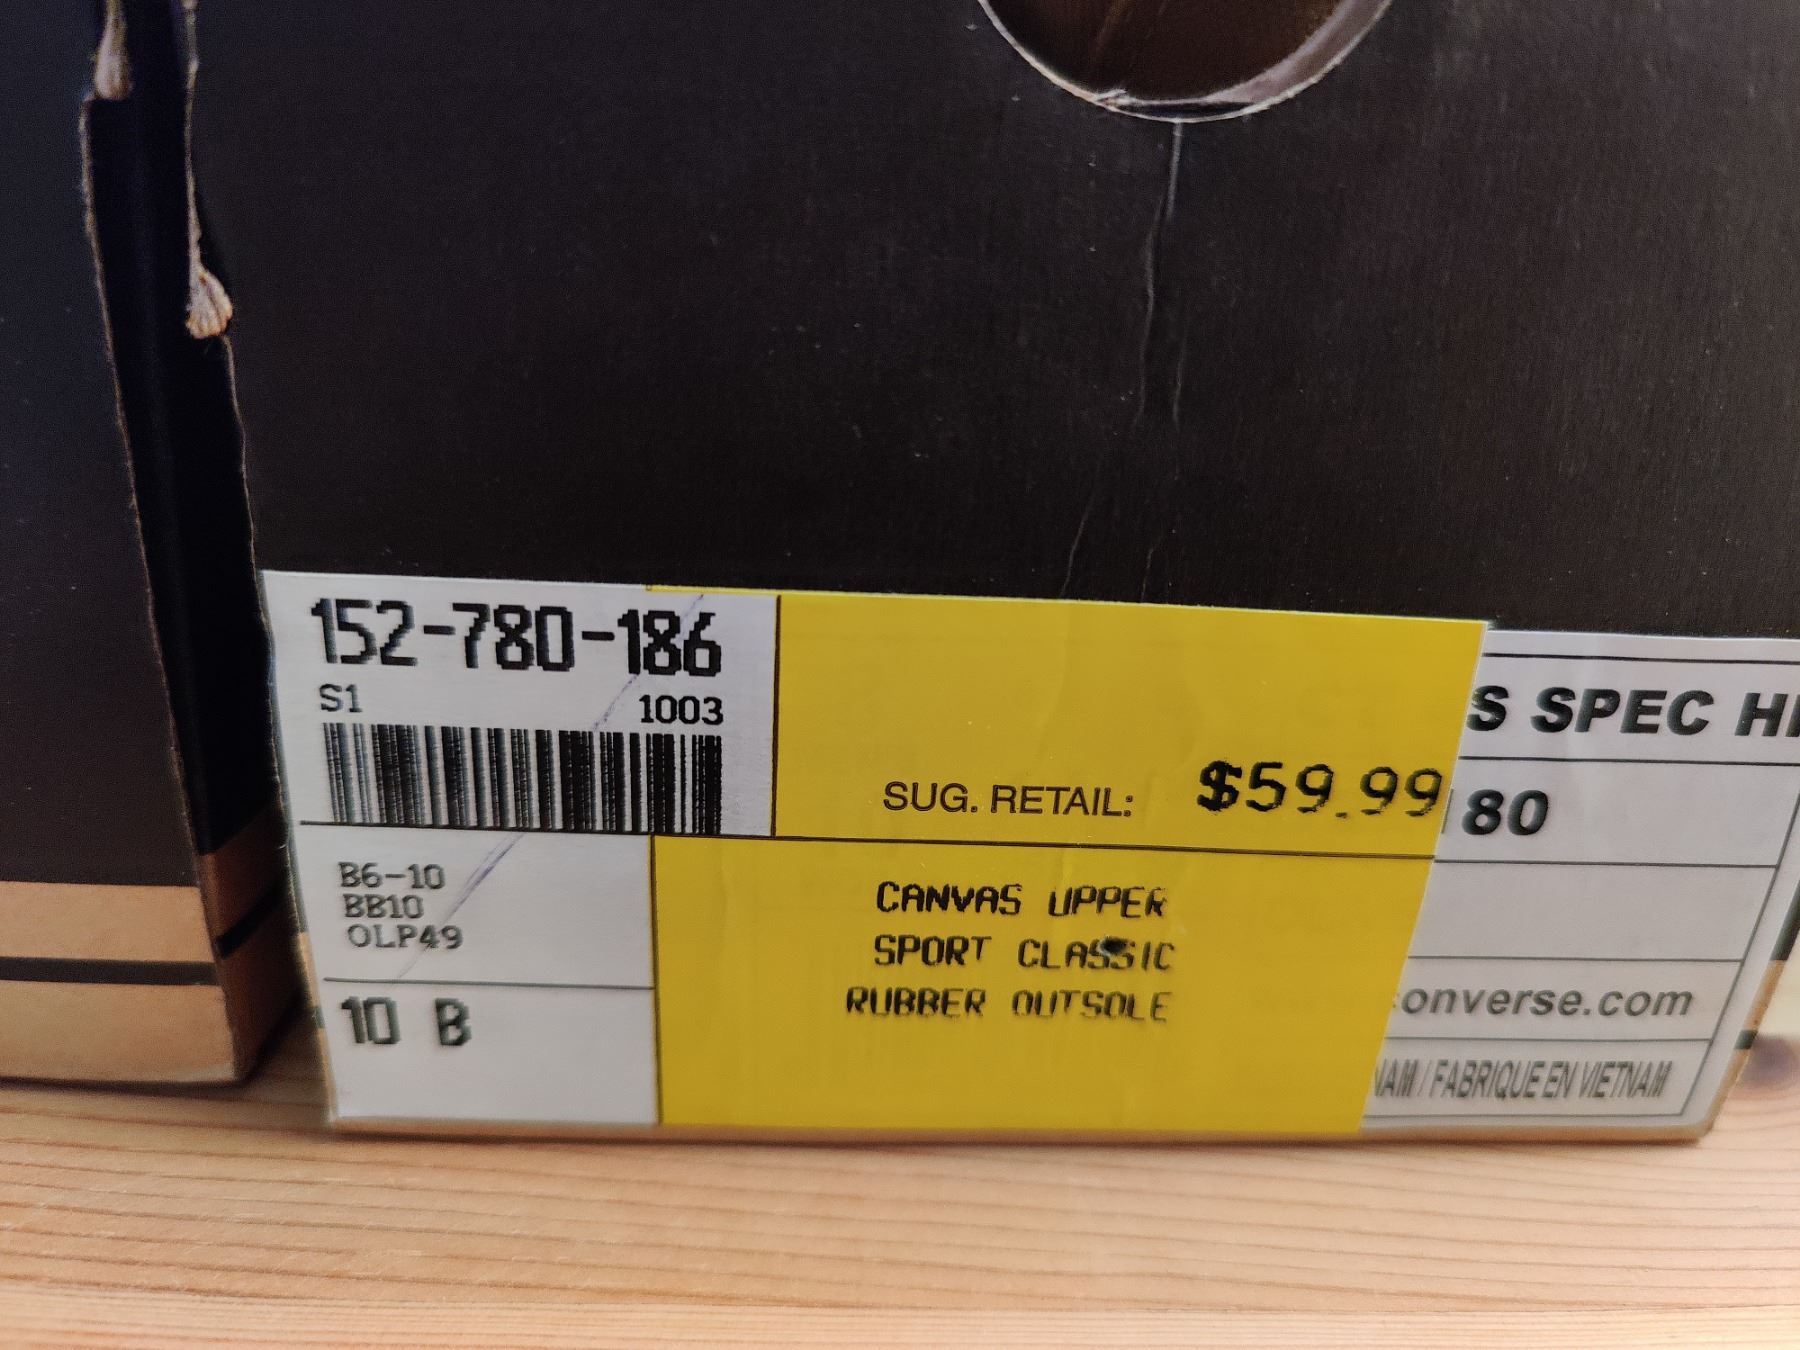 152-780-186
S1 1003
SUG. RETAIL: $59.99
B6-10
BB10
OLP49
10 B
CANVAS UPPER
SPORT CLASSIC
RUBBER OUTSOLE
S SPEC HI
80
onverse.com
NAM / FABRIQUE EN VIETNAM